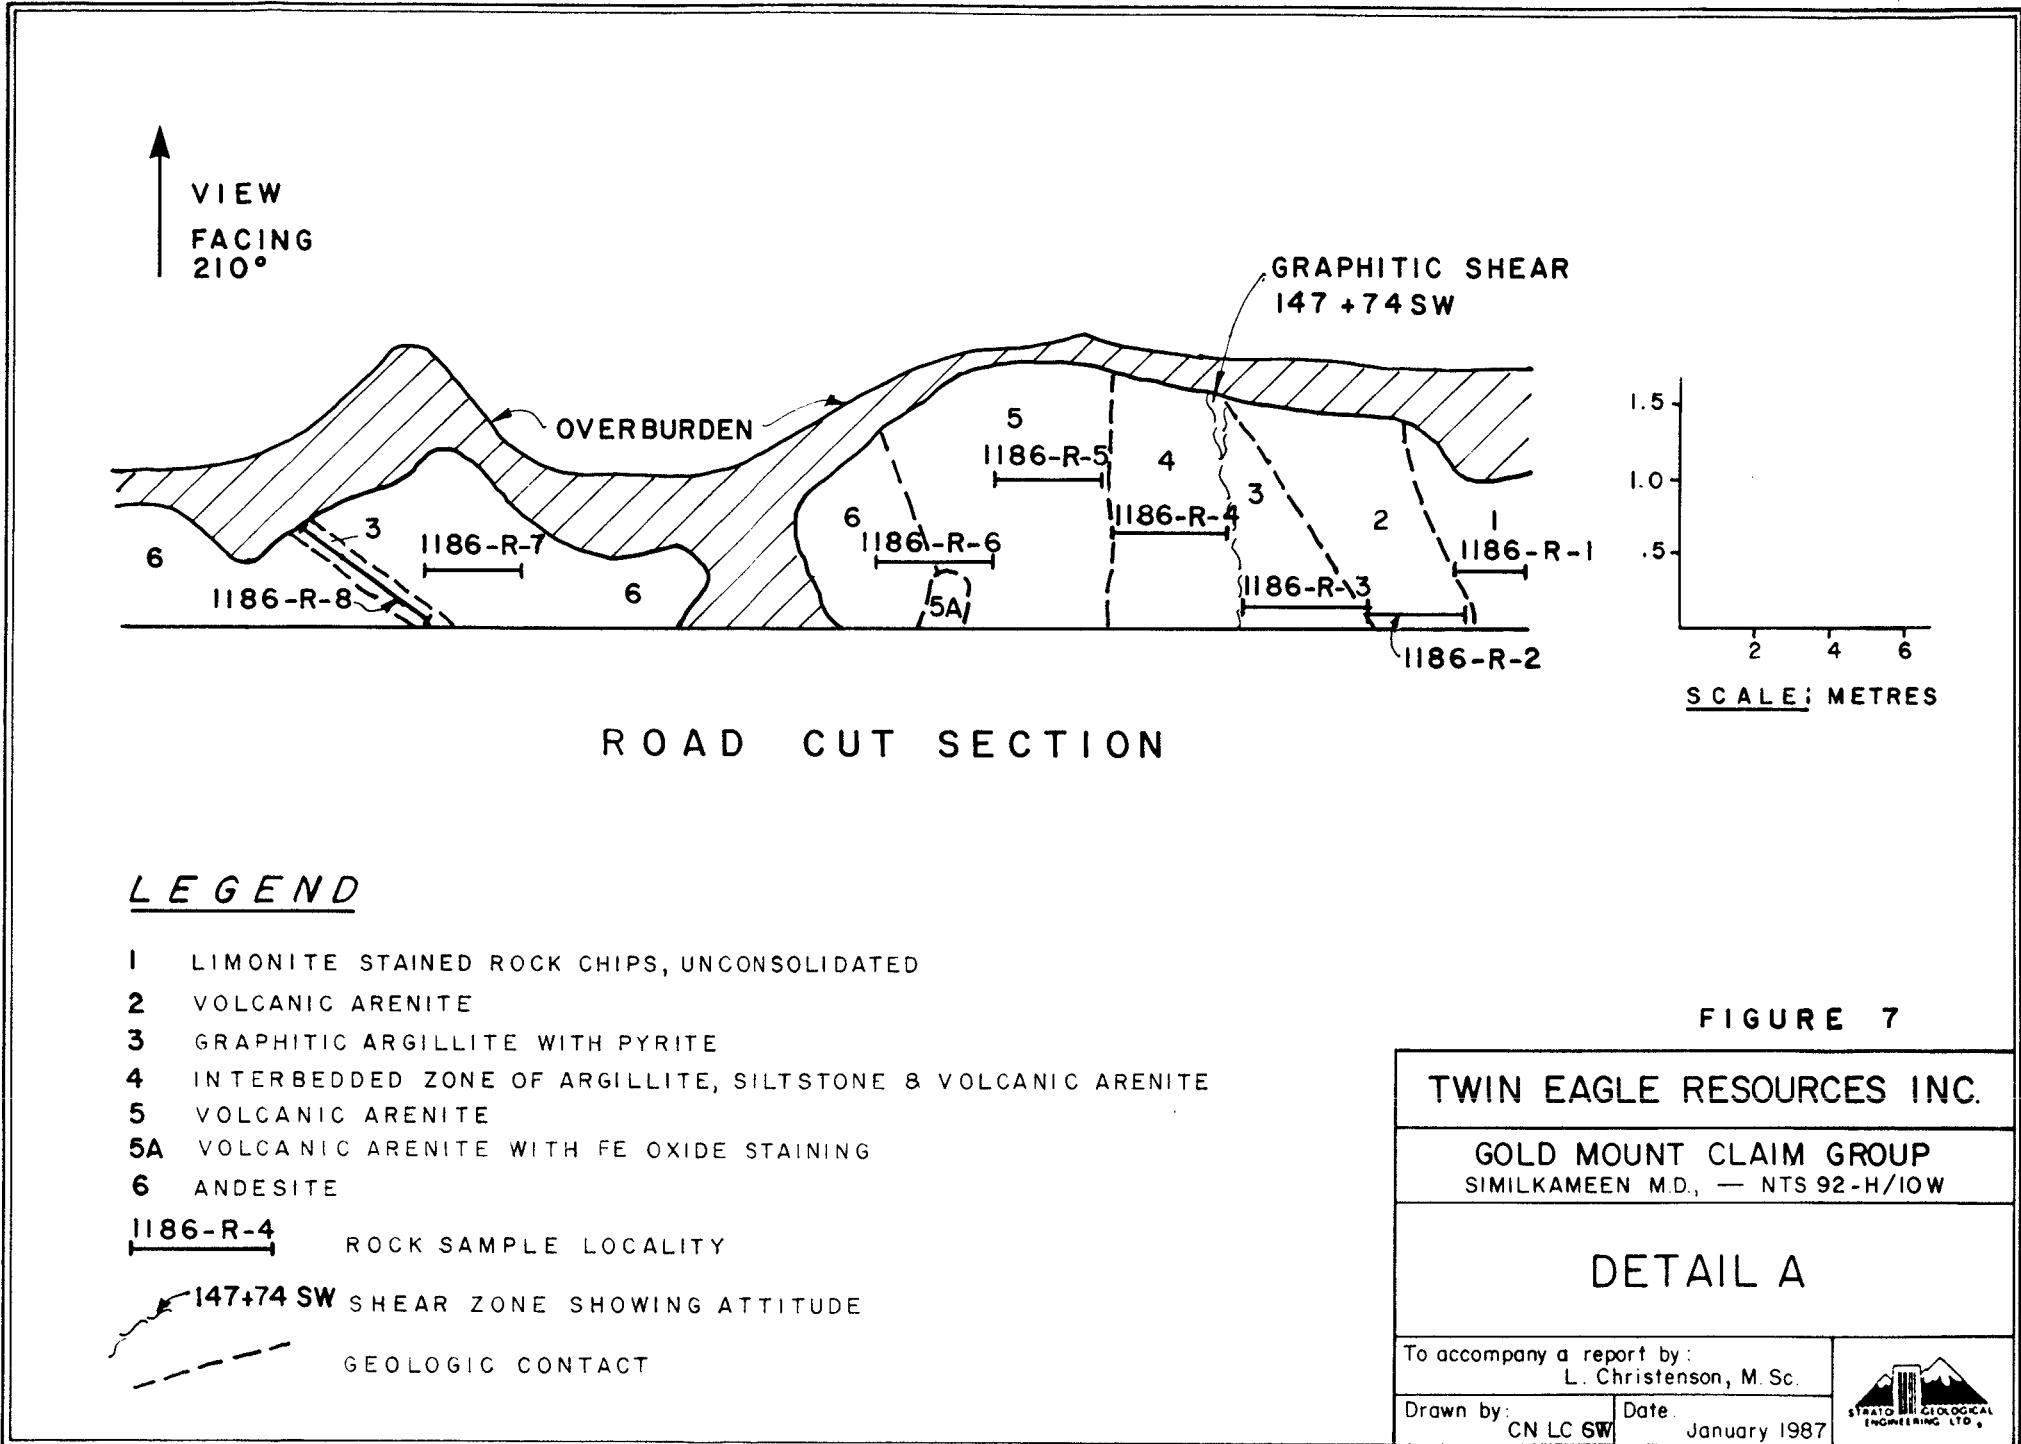 VIEW
FACING
210°
GRAPHITIC SHEAR
147 + 74 SW
OVERBURDEN
5
1186-R-5
4
1186-R-4
3
2
1
1186-R-1
6
1186-R-6
5A
1186-R-3
1186-R-2
3
1186-R-7
6
1186-R-8
6
1.5
1.0
.5
2 4 6
SCALE: METRES
ROAD CUT SECTION
LEGEND
1 LIMONITE STAINED ROCK CHIPS, UNCONSOLIDATED
2 VOLCANIC ARENITE
3 GRAPHITIC ARGILLITE WITH PYRITE
4 INTERBEDDED ZONE OF ARGILLITE, SILTSTONE & VOLCANIC ARENITE
5 VOLCANIC ARENITE
5A VOLCANIC ARENITE WITH FE OXIDE STAINING
6 ANDESITE
1186-R-4 ROCK SAMPLE LOCALITY
147+74 SW SHEAR ZONE SHOWING ATTITUDE
GEOLOGIC CONTACT
FIGURE 7
TWIN EAGLE RESOURCES INC.
GOLD MOUNT CLAIM GROUP
SIMILKAMEEN M.D., — NTS 92-H/10W
DETAIL A
To accompany a report by:
L. Christenson, M. Sc.
Drawn by:
CN LC SW
Date
January 1987
STRATO GEOLOGICAL
ENGINEERING LTD.